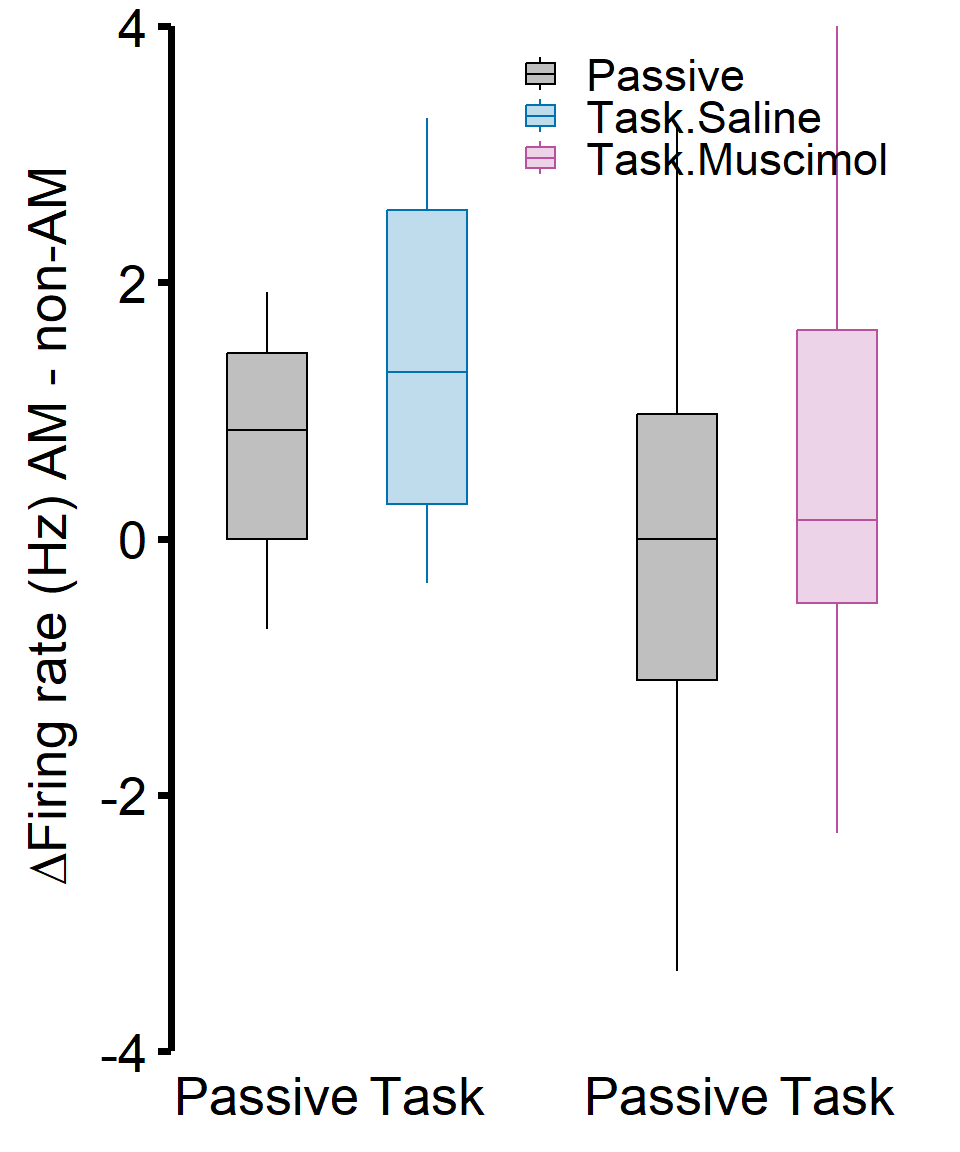 4
2
0
-2
-4
ΔFiring rate (Hz) AM - non-AM
Passive
Task.Saline
Task.Muscimol
Passive Task
Passive Task